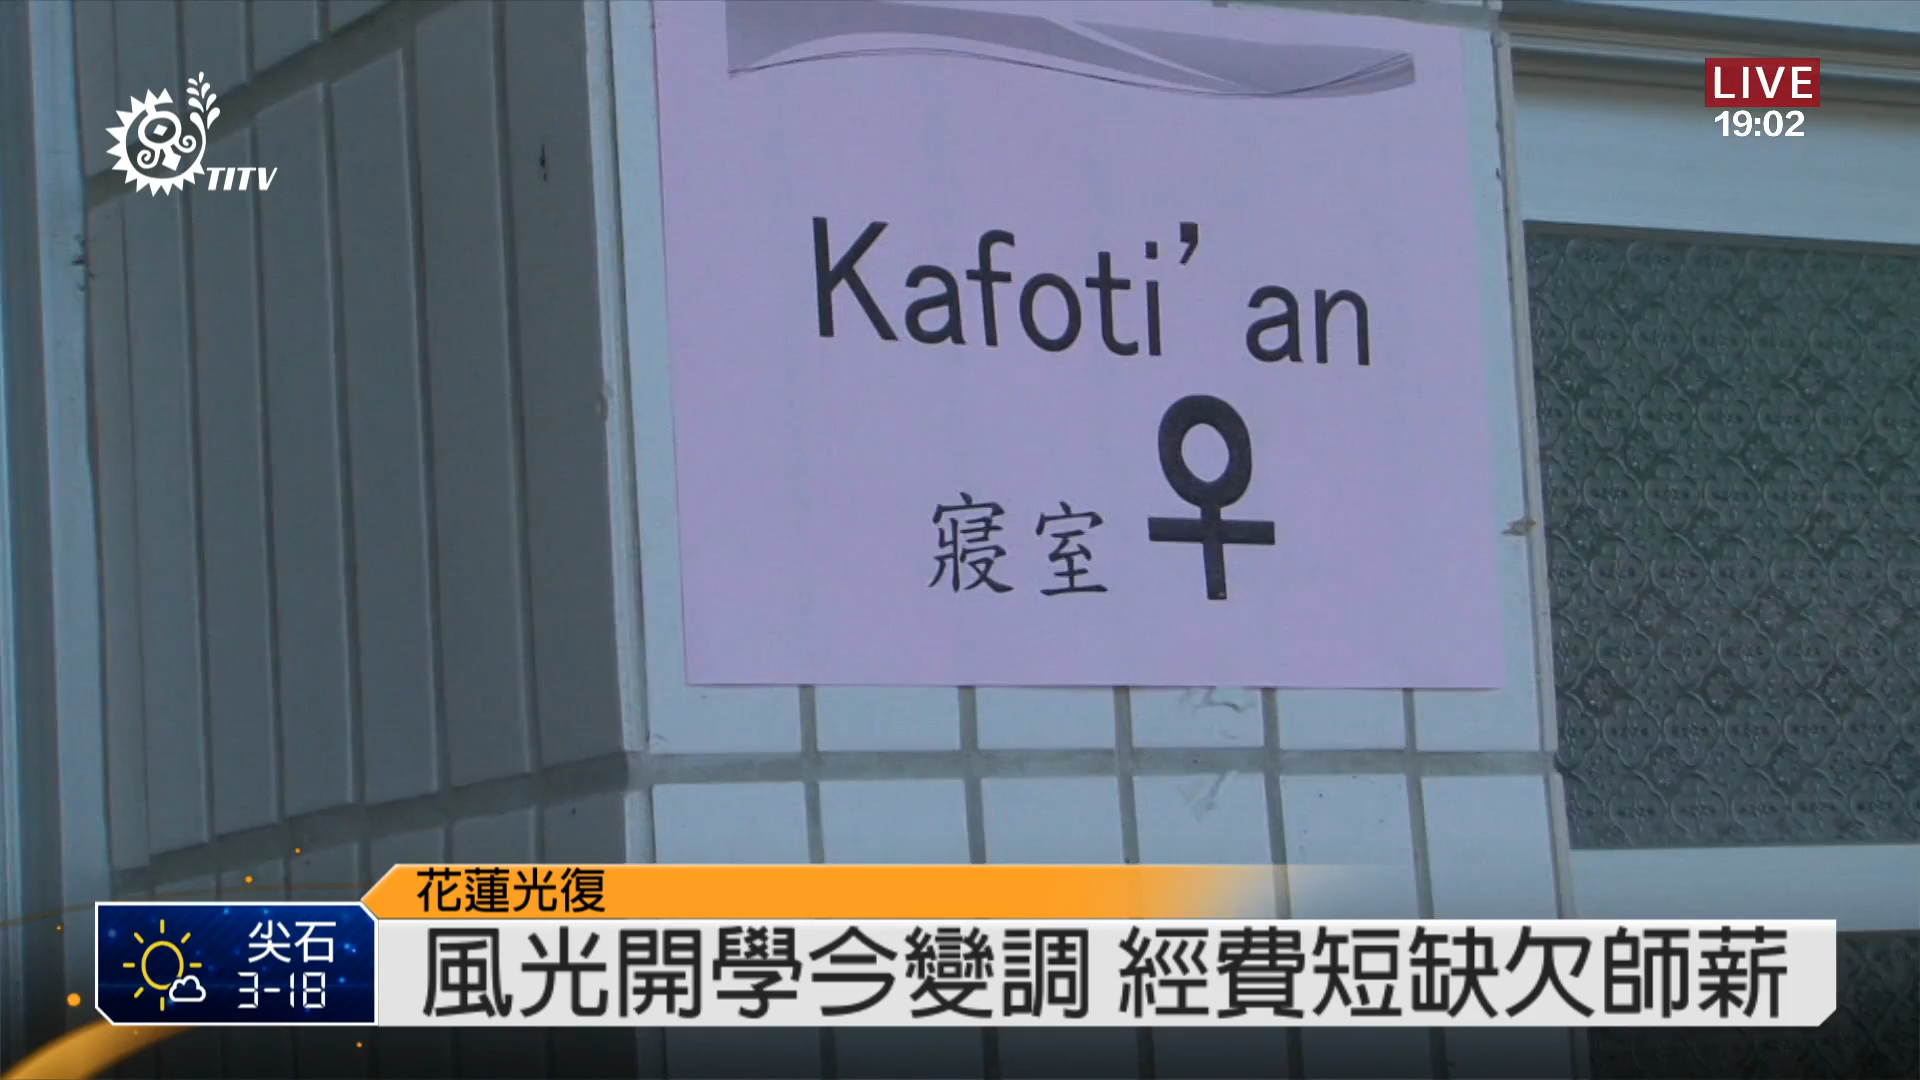 TITV
LIVE
19:02
Kafoti’an
寢室
花蓮光復
尖石
3-18
風光開學今變調 經費短缺欠師薪